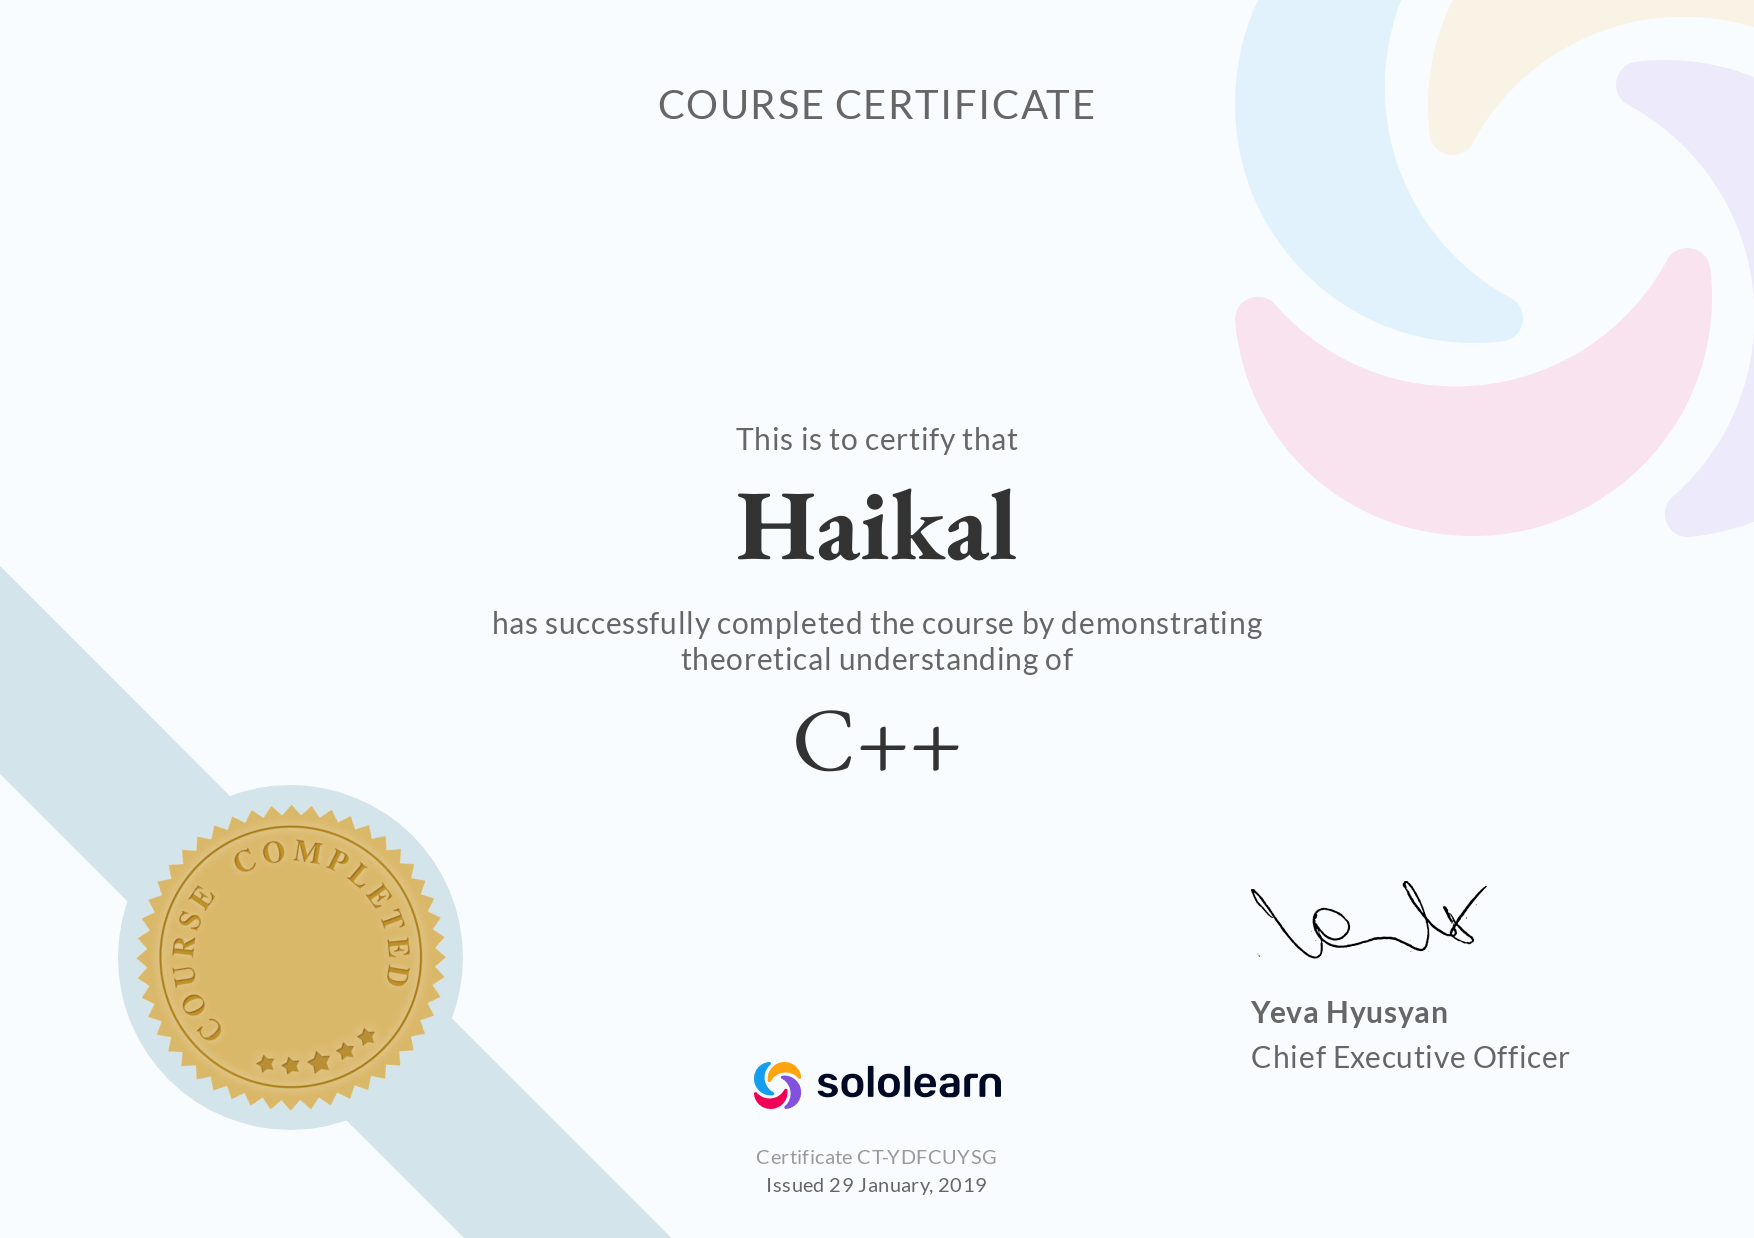 COURSE CERTIFICATE
This is to certify that
Haikal
has successfully completed the course by demonstrating
theoretical understanding of
C++
COURSE COMPLETED
Yeva Hyusyan
Chief Executive Officer
sololearn
Certificate CT-YDFCUYSG
Issued 29 January, 2019